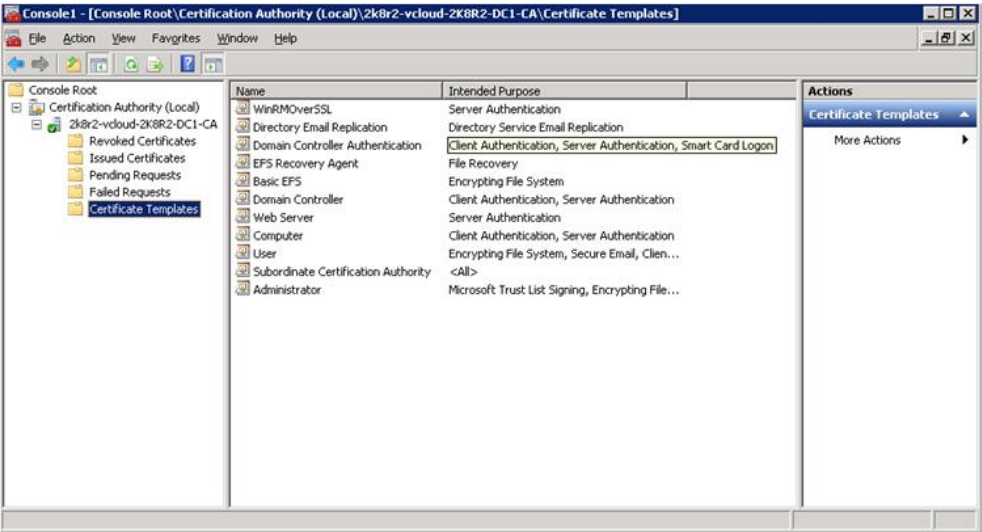 Console1 - [Console Root\Certification Authority (Local)\2k8r2-vcloud-2K8R2-DC1-CA\Certificate Templates]
File Action View Favorites Window Help
Console Root
Certification Authority (Local)
2k8r2-vcloud-2K8R2-DC1-CA
Revoked Certificates
Issued Certificates
Pending Requests
Failed Requests
Certificate Templates
Name Intended Purpose
WinRMOverSSL Server Authentication
Directory Email Replication Directory Service Email Replication
Domain Controller Authentication Client Authentication, Server Authentication, Smart Card Logon
EFS Recovery Agent File Recovery
Basic EFS Encrypting File System
Domain Controller Client Authentication, Server Authentication
Web Server Server Authentication
Computer Client Authentication, Server Authentication
User Encrypting File System, Secure Email, Clien...
Subordinate Certification Authority <All>
Administrator Microsoft Trust List Signing, Encrypting File...
Actions
Certificate Templates
More Actions